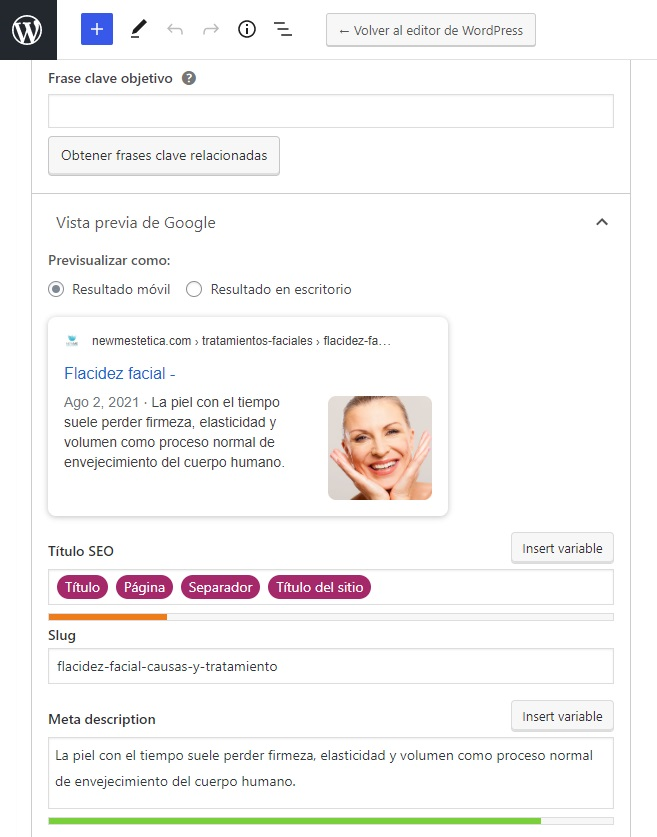 ← Volver al editor de WordPress
Frase clave objetivo ?
Obtener frases clave relacionadas
Vista previa de Google
Previsualizar como:
Resultado móvil Resultado en escritorio
newmestetica.com › tratamientos-faciales › flacidez-fa…
Flacidez facial -
Ago 2, 2021 · La piel con el tiempo
suele perder firmeza, elasticidad y
volumen como proceso normal de
envejecimiento del cuerpo humano.
Título SEO Insert variable
Título Página Separador Título del sitio
Slug
flacidez-facial-causas-y-tratamiento
Meta description Insert variable
La piel con el tiempo suele perder firmeza, elasticidad y volumen como proceso normal
de envejecimiento del cuerpo humano.